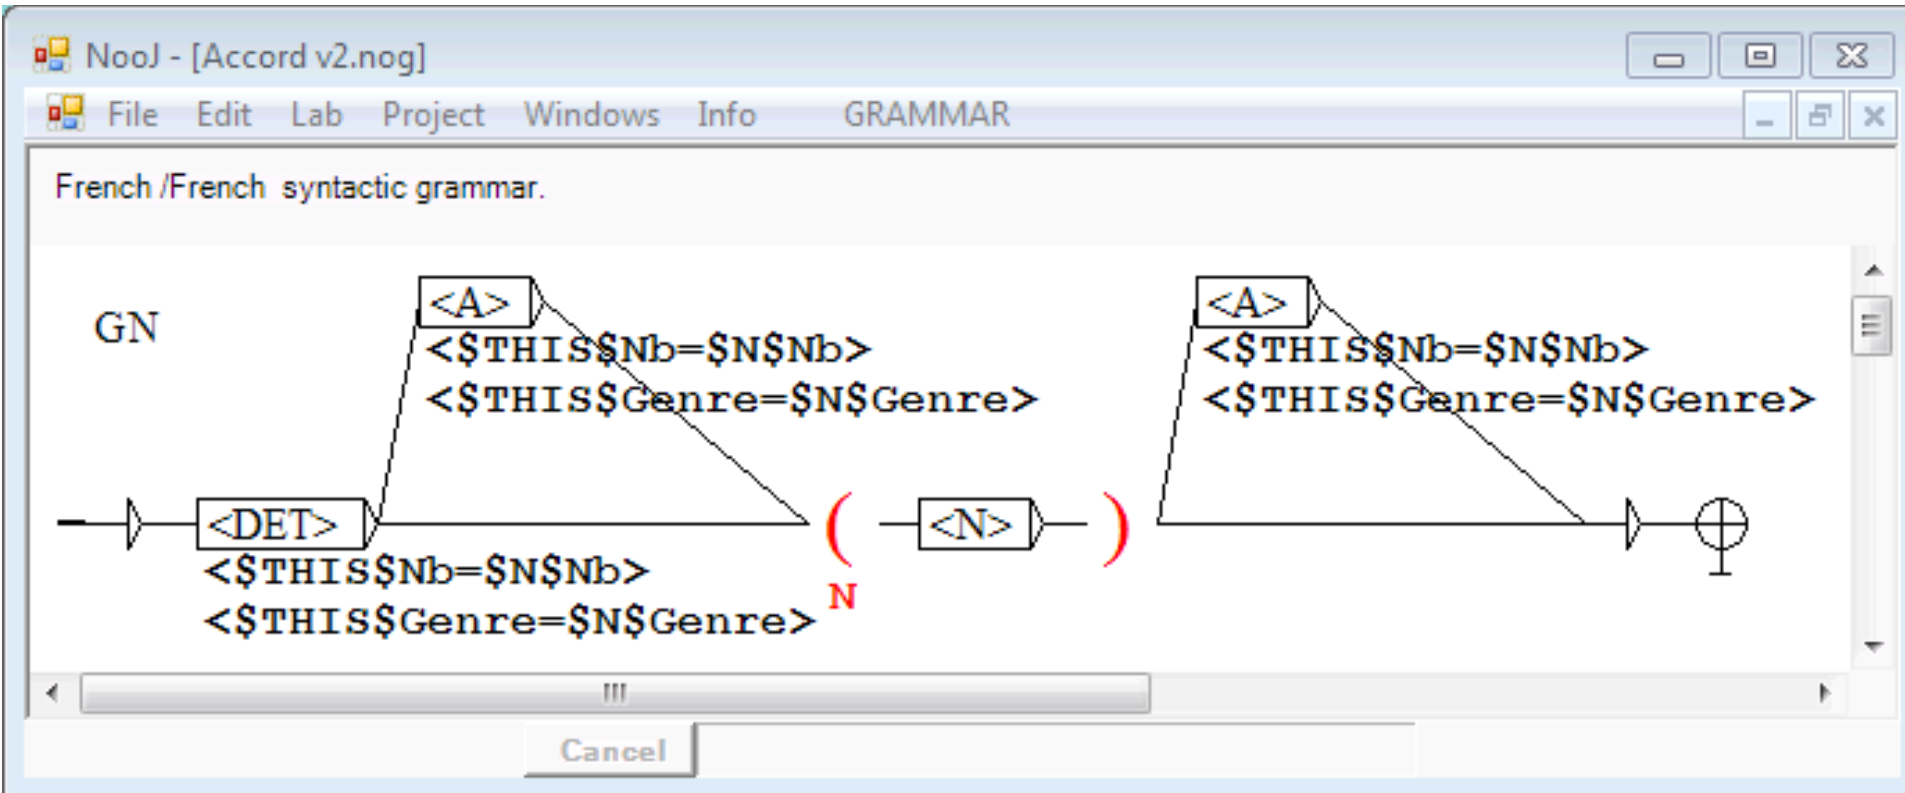 NooJ - [Accord v2.nog]
File Edit Lab Project Windows Info GRAMMAR
French /French syntactic grammar.
GN
<A>
<$THIS$Nb=$N$Nb>
<$THIS$Genre=$N$Genre>
<A>
<$THIS$Nb=$N$Nb>
<$THIS$Genre=$N$Genre>
<DET>
<$THIS$Nb=$N$Nb>
<$THIS$Genre=$N$Genre>
( <N> )
N
Cancel